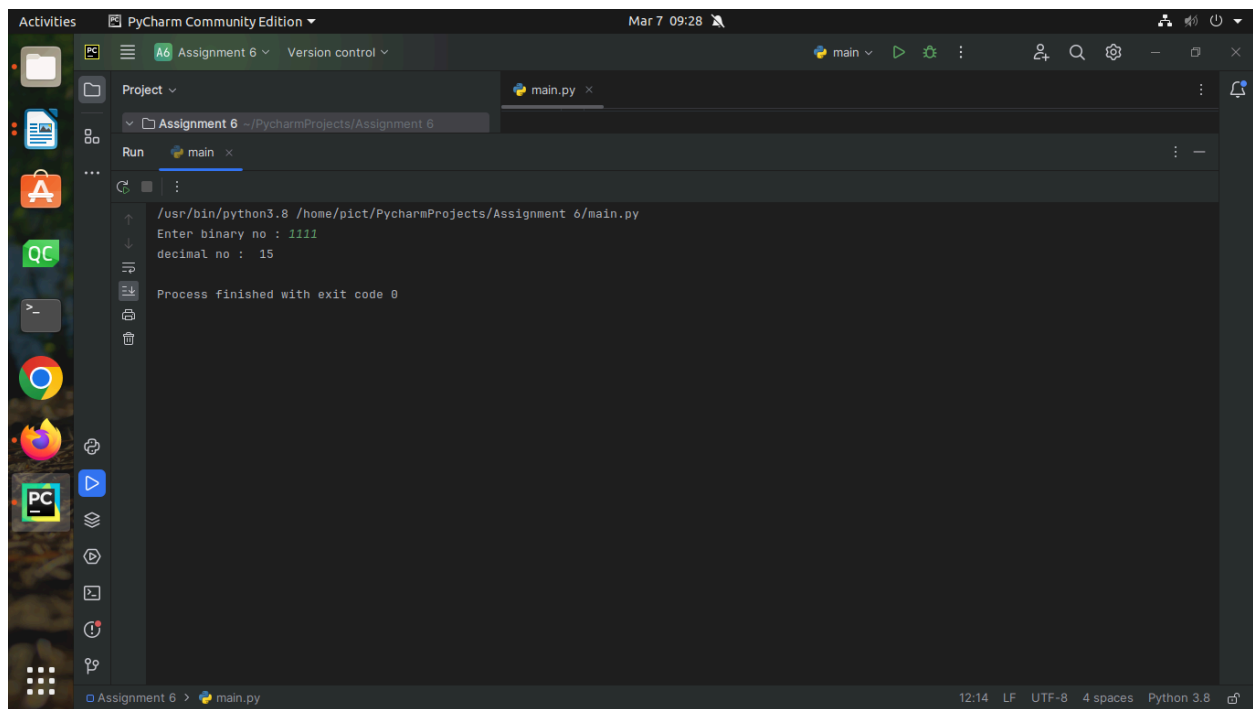 Activities PyCharm Community Edition Mar 7 09:28
PC A6 Assignment 6 Version control main
Project main.py
Assignment 6 ~/PycharmProjects/Assignment 6
Run main
/usr/bin/python3.8 /home/pict/PycharmProjects/Assignment 6/main.py
Enter binary no : 1111
decimal no :  15
QC
Process finished with exit code 0
>_
PC
Assignment 6 > main.py 12:14 LF UTF-8 4 spaces Python 3.8